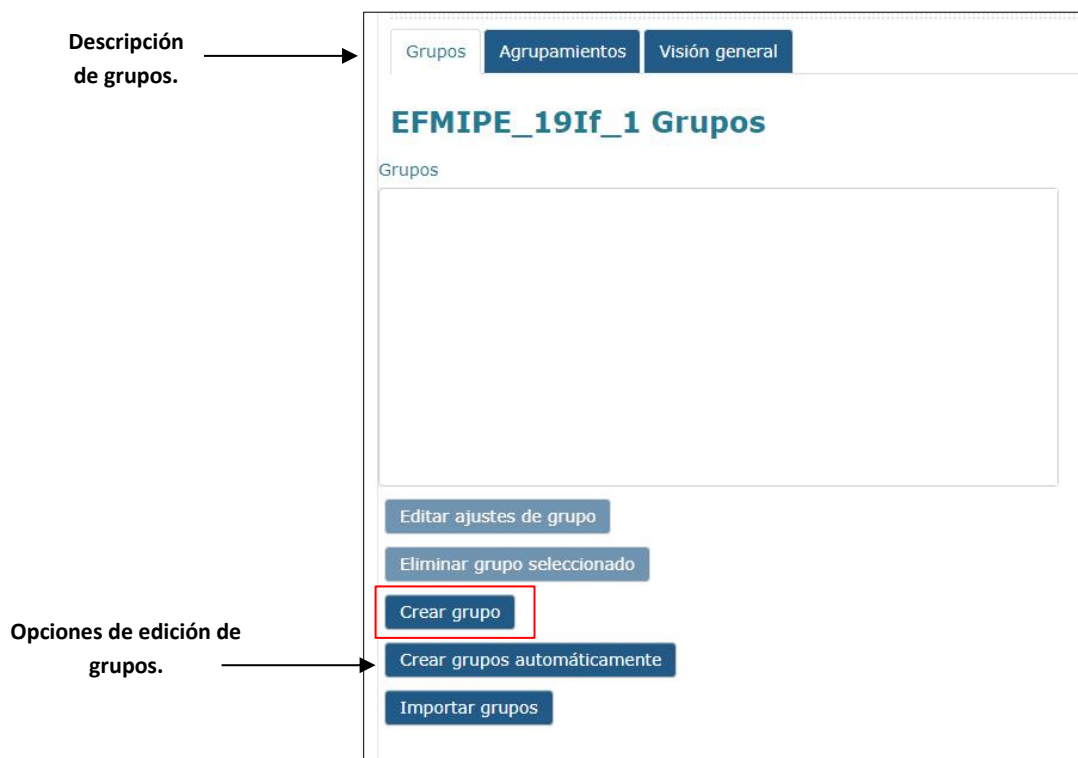 Descripción
de grupos.
Grupos Agrupamientos Visión general
EFMIPE_19If_1 Grupos
Grupos
Editar ajustes de grupo
Eliminar grupo seleccionado
Crear grupo
Opciones de edición de
grupos.
Crear grupos automáticamente
Importar grupos